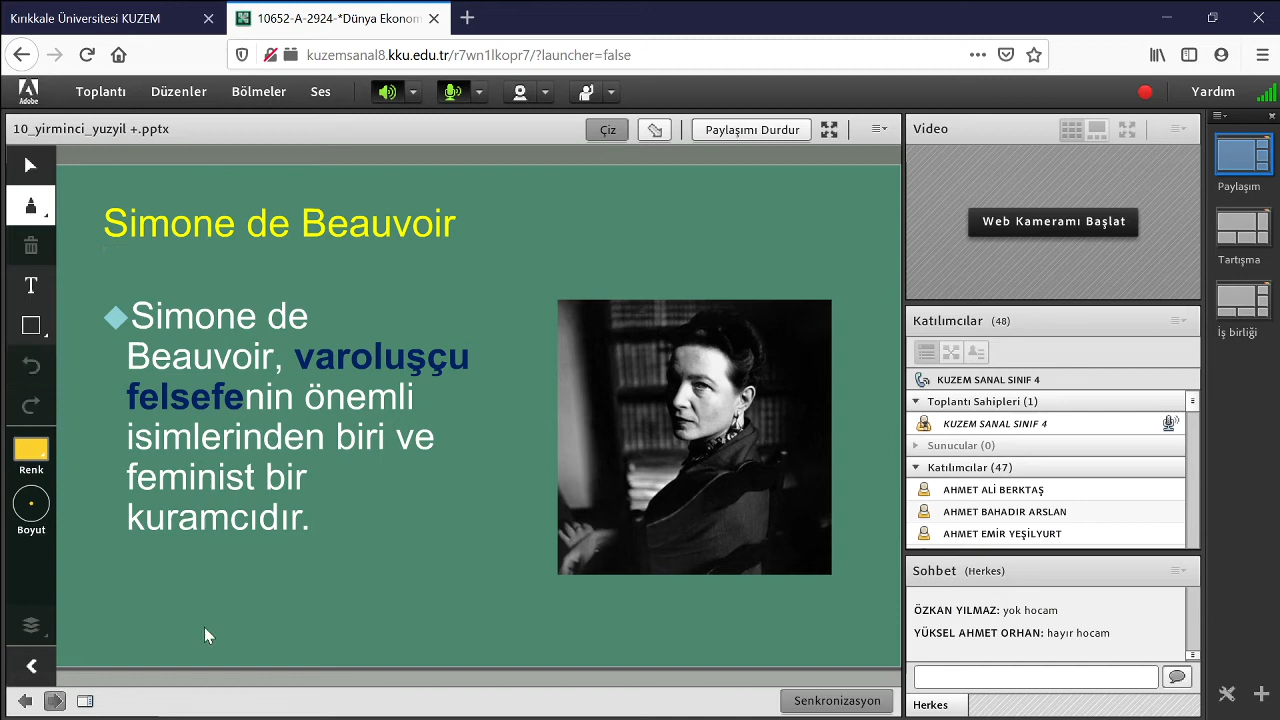 Kırıkkale Üniversitesi KUZEM
10652-A-2924-*Dünya Ekonom
kuzemsanal8.kku.edu.tr/r7wn1lkopr7/?launcher=false
Adobe
Toplantı
Düzenler
Bölmeler
Ses
Yardım
10_yirminci_yuzyil +.pptx
Çiz
Paylaşımı Durdur
Video
Web Kameramı Başlat
Paylaşım
Tartışma
İş birliği
T
Renk
Boyut
Simone de Beauvoir
Simone de
Beauvoir, varoluşçu
felsefenin önemli
isimlerinden biri ve
feminist bir
kuramcıdır.
Katılımcılar (48)
KUZEM SANAL SINIF 4
Toplantı Sahipleri (1)
KUZEM SANAL SINIF 4
Sunucular (0)
Katılımcılar (47)
AHMET ALİ BERKTAŞ
AHMET BAHADIR ARSLAN
AHMET EMİR YEŞİLYURT
Sohbet (Herkes)
ÖZKAN YILMAZ: yok hocam
YÜKSEL AHMET ORHAN: hayır hocam
Herkes
Senkronizasyon